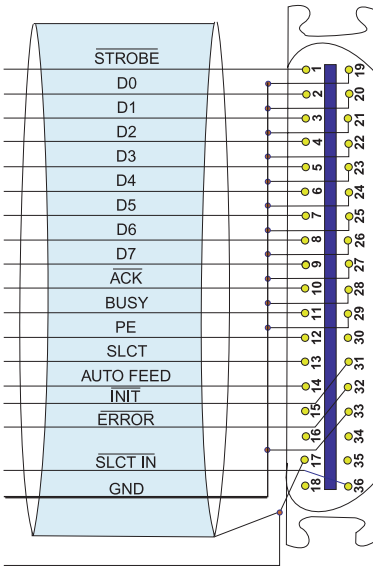 STROBE
D0
D1
D2
D3
D4
D5
D6
D7
ACK
BUSY
PE
SLCT
AUTO FEED
INIT
ERROR
SLCT IN
GND
1
2
3
4
5
6
7
8
9
10
11
12
13
14
15
16
17
18
19
20
21
22
23
24
25
26
27
28
29
30
31
32
33
34
35
36